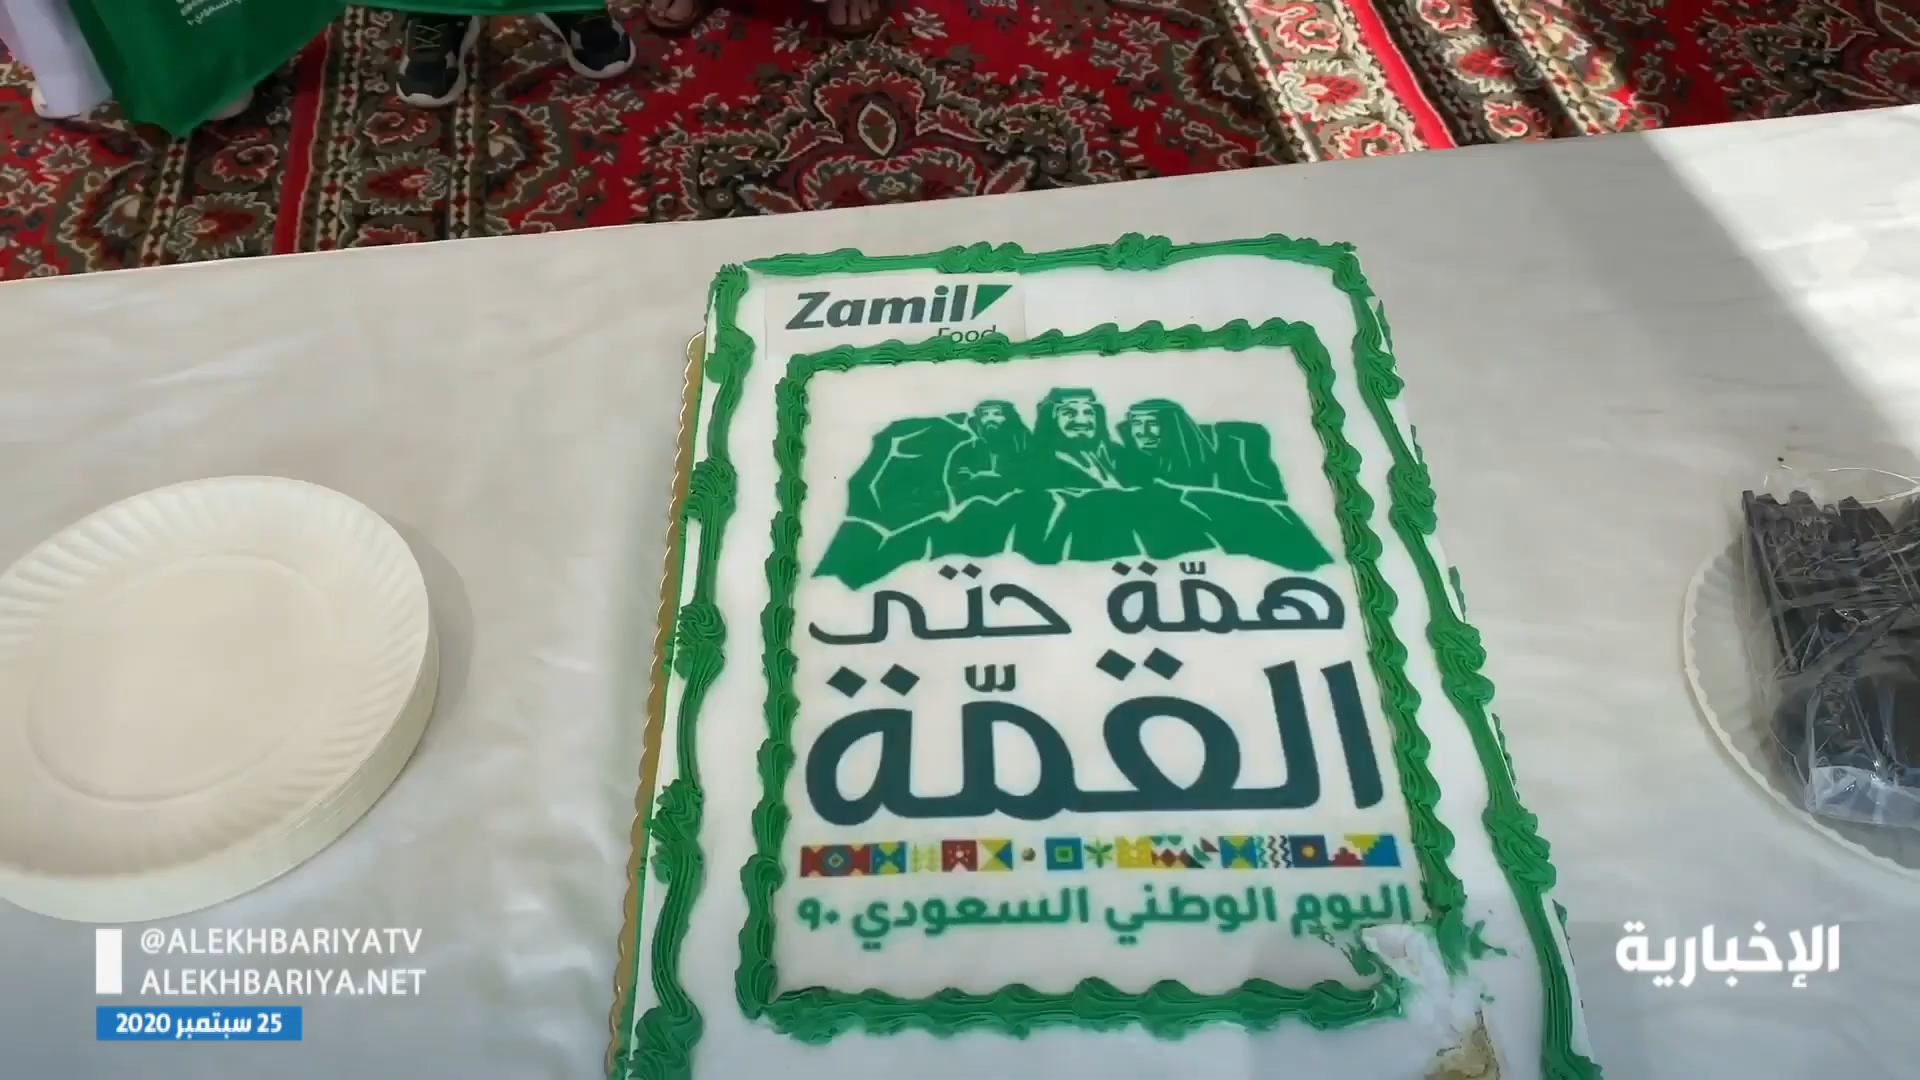 Zamil
Food
همّة حتى
القمّة
اليوم الوطني السعودي ٩٠
@ALEKHBARIYATV
ALEKHBARIYA.NET
25 سبتمبر 2020
الإخبارية